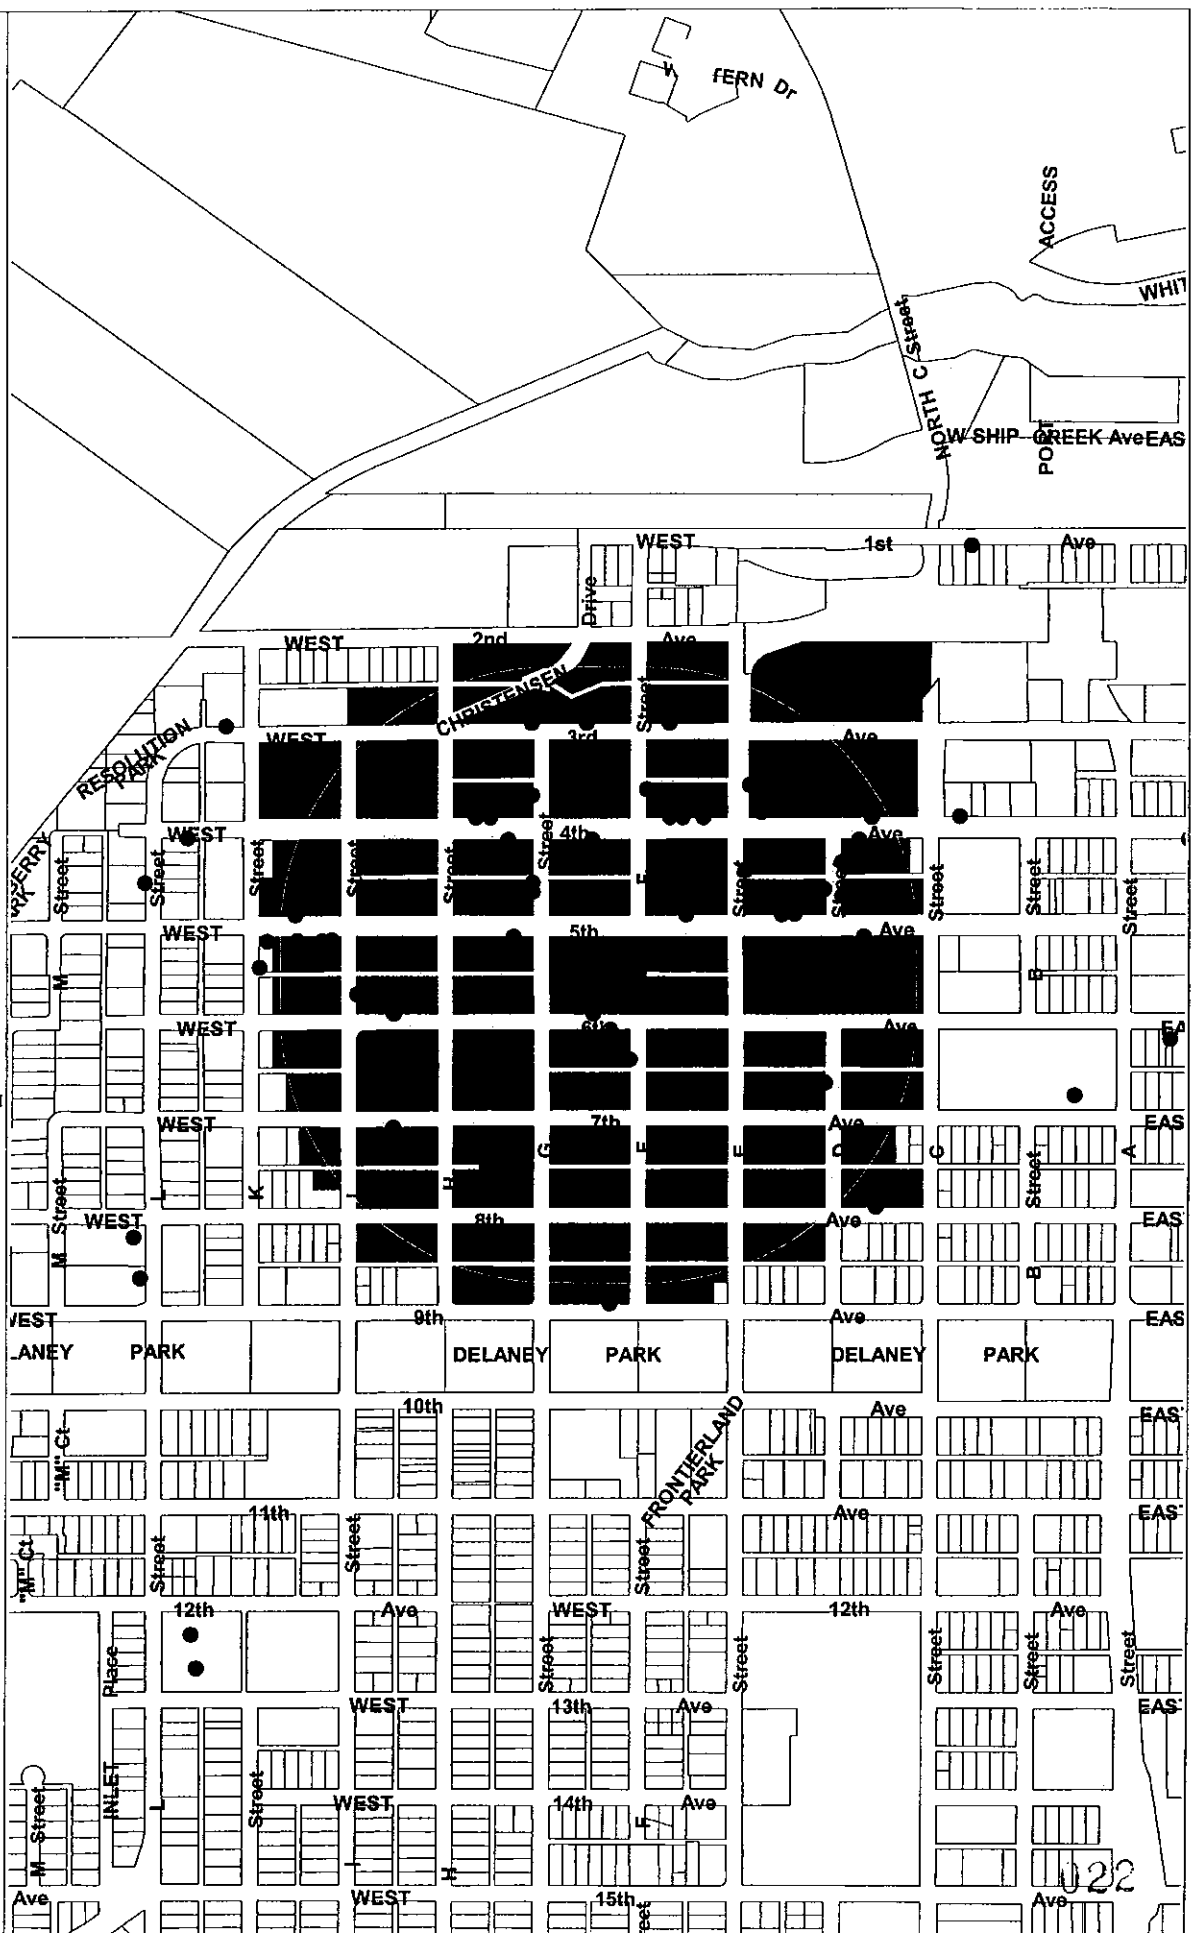 FERN Dr
ACCESS
WHIT
NORTH C Street
W SHIP CREEK Ave EAS
PORT
WEST 1st Ave
Drive
WEST 2nd Ave
CHRISTENSEN
Street
RESOLUTION PARK
WEST 3rd Ave
WEST 4th Ave
Street Street Street Street Street Street Street Street Street Street Street
WEST 5th Ave
M B
WEST 6th Ave EA
WEST 7th Ave EAS
L K I H G F E D C Street A
M Street
WEST 8th Ave EAS
B
WEST 9th Ave EAS
LANEY PARK DELANEY PARK DELANEY PARK
10th Ave EAS
"M" Ct
FRONTIERLAND PARK
11th Ave EAS
"M" Ct
Street Street Street
12th Ave WEST 12th Ave
Place Street Street Street Street Street
WEST 13th Ave EAS
INLET
M Street L Street
WEST 14th Ave
I H F
022
Ave WEST 15th Ave
reet